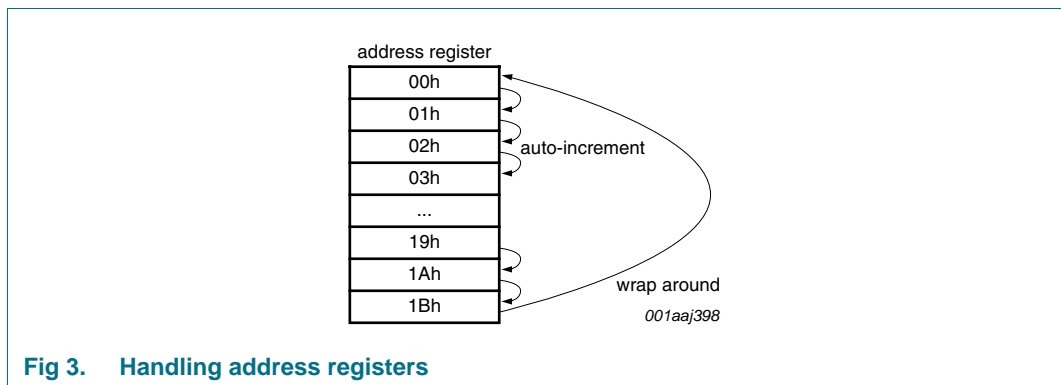 address register
00h
01h
02h
auto-increment
03h
...
19h
1Ah
wrap around
1Bh
001aaj398
Fig 3. Handling address registers